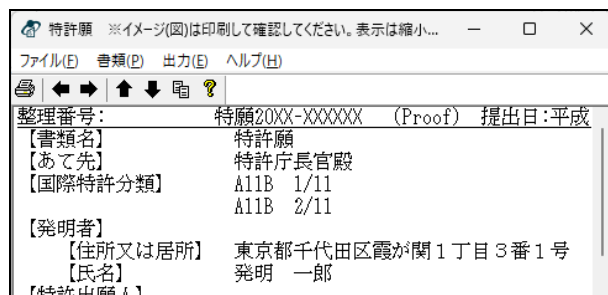 特許願 ※イメージ(図)は印刷して確認してください。表示は縮小...
ファイル(F) 書類(P) 出力(E) ヘルプ(H)
整理番号: 特願20XX-XXXXXX (Proof) 提出日:平成
【書類名】 特許願
【あて先】 特許庁長官殿
【国際特許分類】 A11B 1/11
A11B 2/11
【発明者】
【住所又は居所】 東京都千代田区霞が関1丁目3番1号
【氏名】 発明 一郎
【特許出願人】